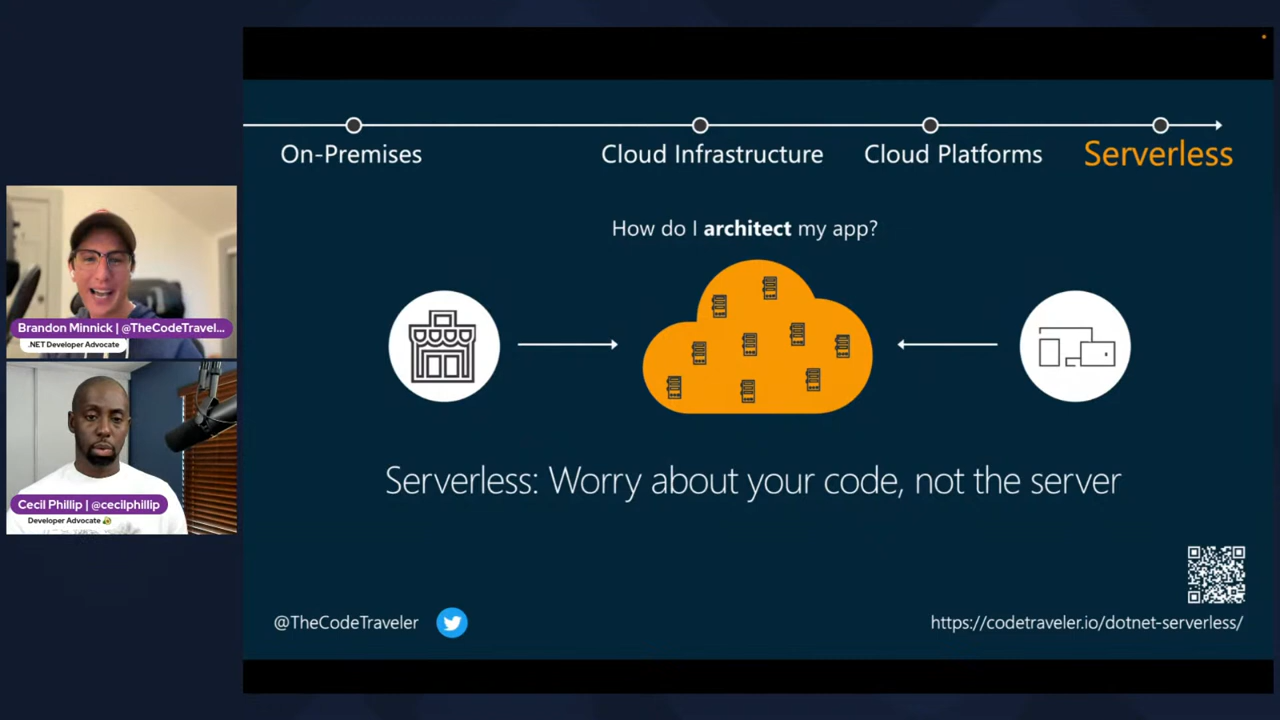 On-Premises
Cloud Infrastructure
Cloud Platforms
Serverless
How do I architect my app?
Brandon Minnick | @TheCodeTravel...
.NET Developer Advocate
Serverless: Worry about your code, not the server
Cecil Phillip | @cecilphillip
Developer Advocate
@TheCodeTraveler
https://codetraveler.io/dotnet-serverless/